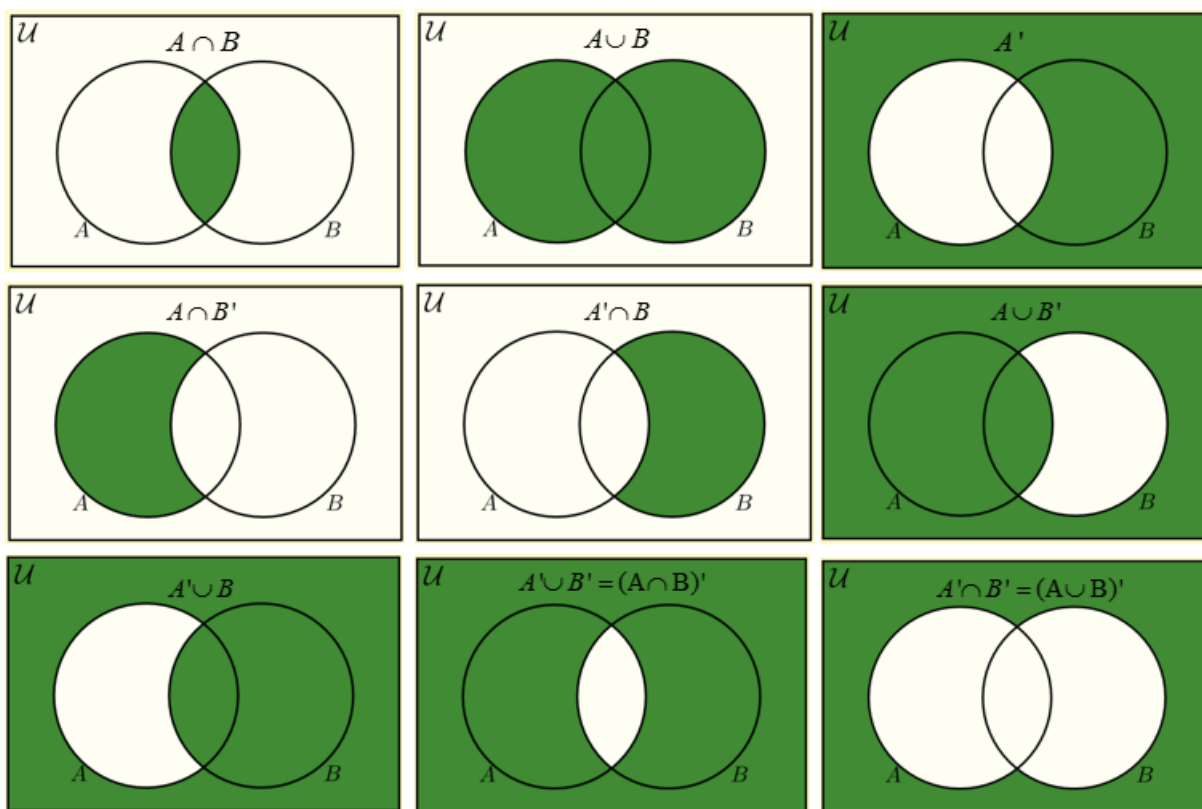 𝒰
A ∩ B
A B
𝒰
A ∪ B
A B
𝒰
A '
A B
𝒰
A ∩ B'
A B
𝒰
A' ∩ B
A B
𝒰
A ∪ B'
A B
𝒰
A' ∪ B
A B
𝒰
A' ∪ B' = (A ∩ B)'
A B
𝒰
A' ∩ B' = (A ∪ B)'
A B